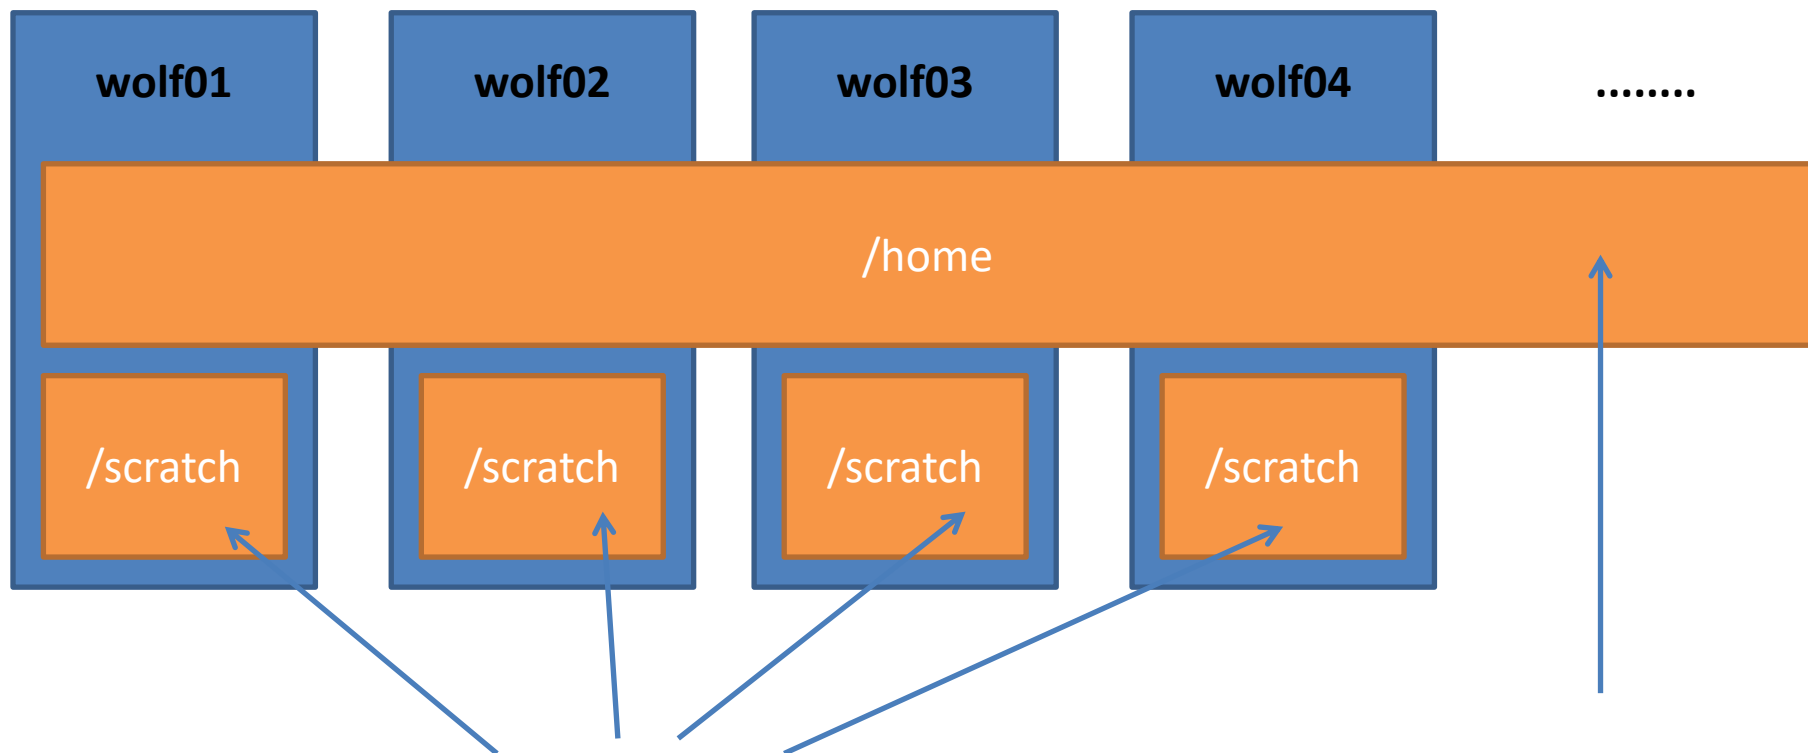 wolf01 wolf02 wolf03 wolf04 ........
/home
/scratch /scratch /scratch /scratch